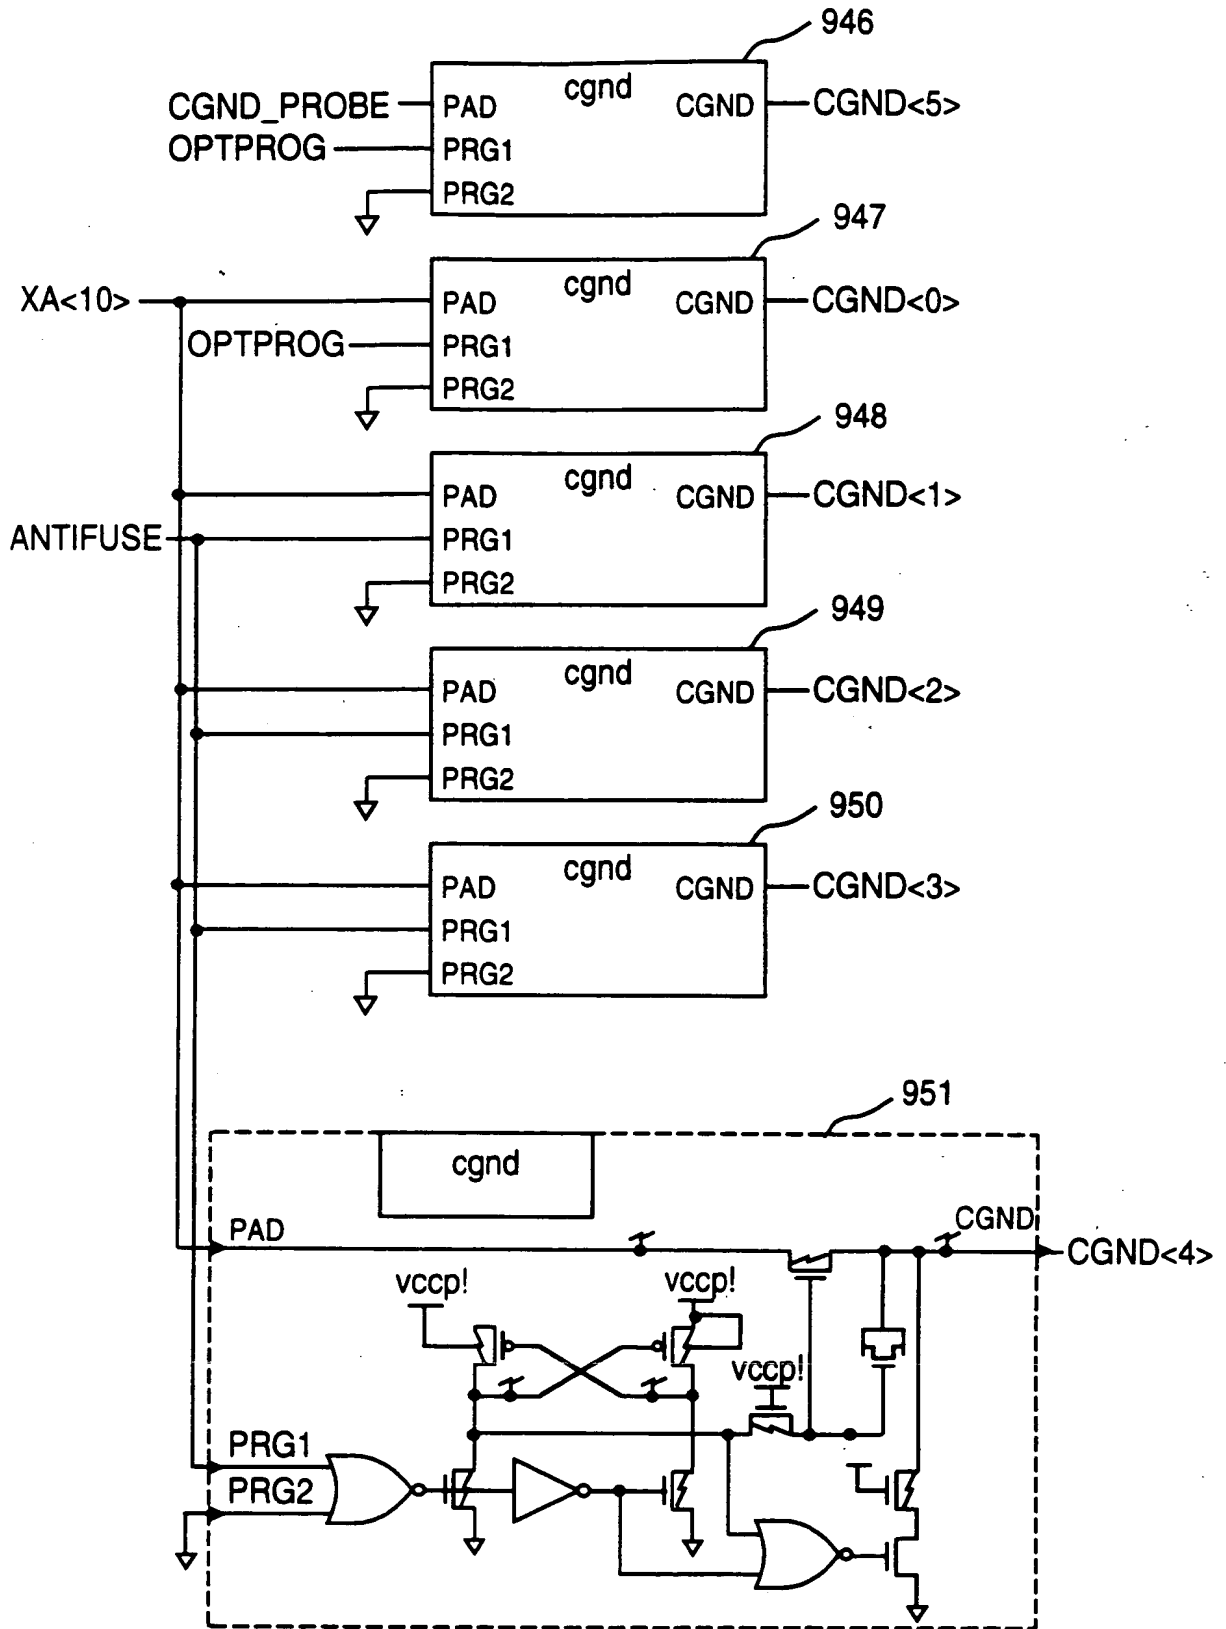 946
cgnd
CGND_PROBE
PAD
CGND
CGND<5>
OPTPROG
PRG1
PRG2
947
cgnd
XA<10>
PAD
CGND
CGND<0>
OPTPROG
PRG1
PRG2
948
cgnd
PAD
CGND
CGND<1>
ANTIFUSE
PRG1
PRG2
949
cgnd
PAD
CGND
CGND<2>
PRG1
PRG2
950
cgnd
PAD
CGND
CGND<3>
PRG1
PRG2
951
cgnd
PAD
CGND
CGND<4>
vccp!
vccp!
vccp!
PRG1
PRG2